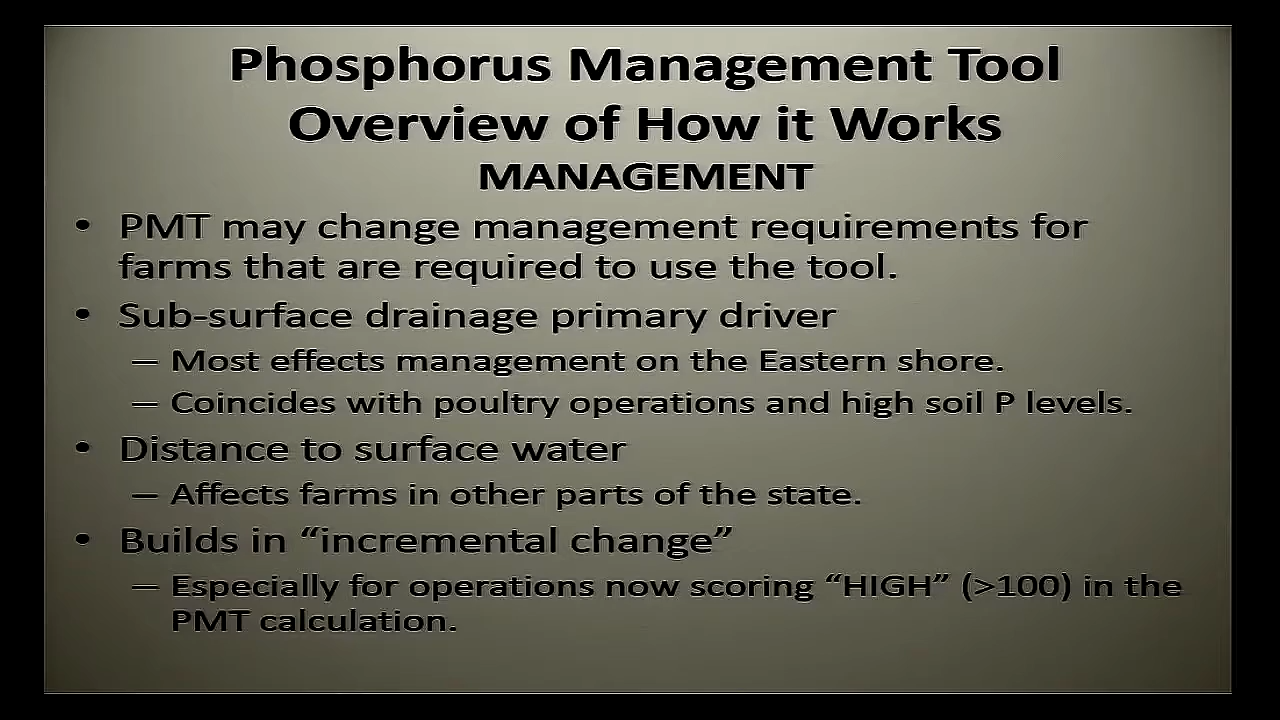 Phosphorus Management Tool
Overview of How it Works
MANAGEMENT
• PMT may change management requirements for
farms that are required to use the tool.
• Sub-surface drainage primary driver
– Most effects management on the Eastern shore.
– Coincides with poultry operations and high soil P levels.
• Distance to surface water
– Affects farms in other parts of the state.
• Builds in “incremental change”
– Especially for operations now scoring “HIGH” (>100) in the
PMT calculation.